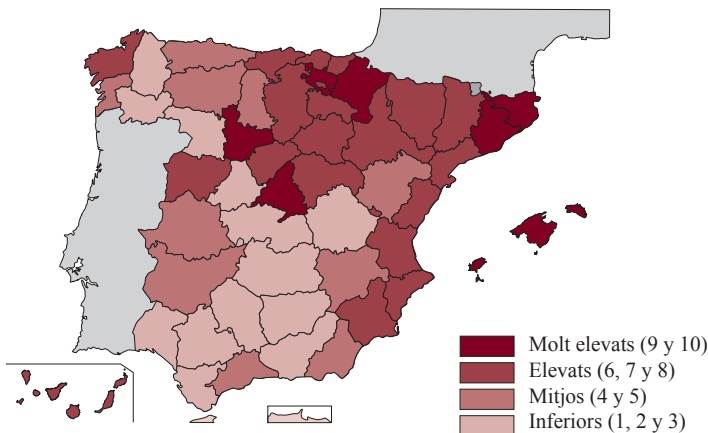 Molt elevats (9 y 10)
Elevats (6, 7 y 8)
Mitjos (4 y 5)
Inferiors (1, 2 y 3)